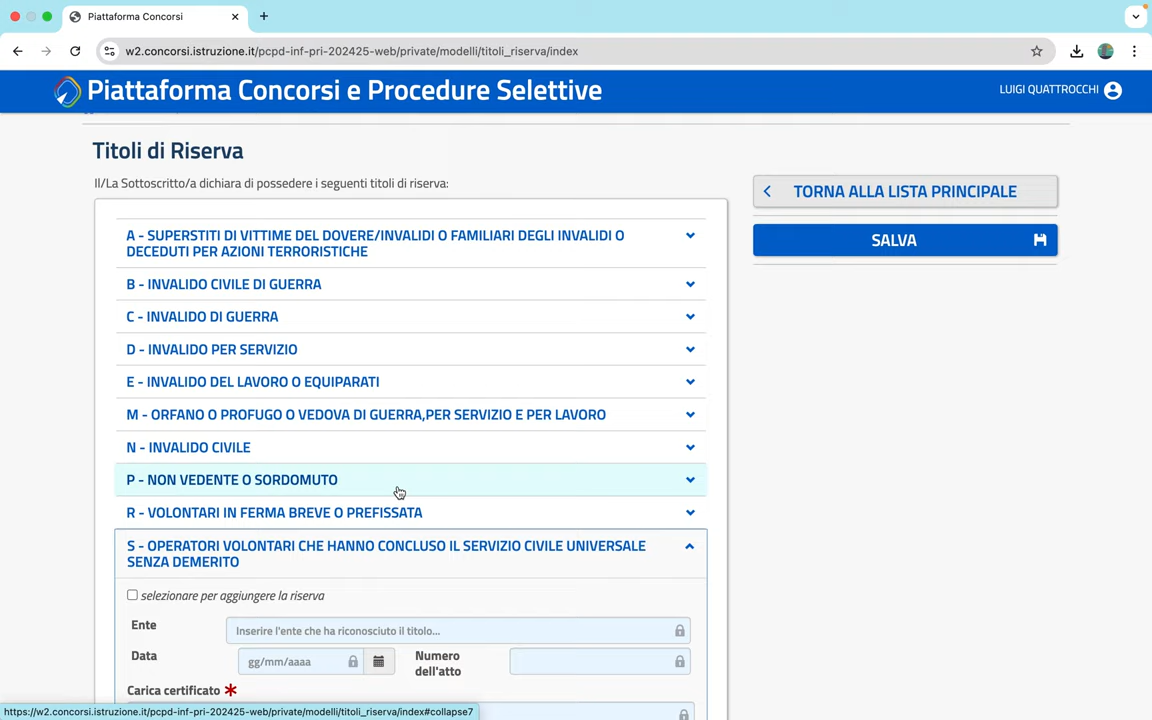 Piattaforma Concorsi
w2.concorsi.istruzione.it/pcpd-inf-pri-202425-web/private/modelli/titoli_riserva/index
Piattaforma Concorsi e Procedure Selettive
LUIGI QUATTROCCHI
Titoli di Riserva
Il/La Sottoscritto/a dichiara di possedere i seguenti titoli di riserva:
TORNA ALLA LISTA PRINCIPALE
SALVA
A - SUPERSTITI DI VITTIME DEL DOVERE/INVALIDI O FAMILIARI DEGLI INVALIDI O
DECEDUTI PER AZIONI TERRORISTICHE
B - INVALIDO CIVILE DI GUERRA
C - INVALIDO DI GUERRA
D - INVALIDO PER SERVIZIO
E - INVALIDO DEL LAVORO O EQUIPARATI
M - ORFANO O PROFUGO O VEDOVA DI GUERRA,PER SERVIZIO E PER LAVORO
N - INVALIDO CIVILE
P - NON VEDENTE O SORDOMUTO
R - VOLONTARI IN FERMA BREVE O PREFISSATA
S - OPERATORI VOLONTARI CHE HANNO CONCLUSO IL SERVIZIO CIVILE UNIVERSALE
SENZA DEMERITO
selezionare per aggiungere la riserva
Ente
Inserire l'ente che ha riconosciuto il titolo...
Data
gg/mm/aaaa
Numero
dell'atto
Carica certificato *
https://w2.concorsi.istruzione.it/pcpd-inf-pri-202425-web/private/modelli/titoli_riserva/index#collapse7